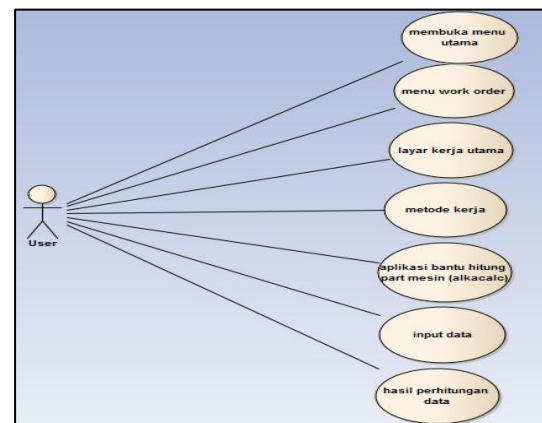 membuka menu
utama
menu work order
layar kerja utama
metode kerja
User
aplikasi bantu hitung
part mesin (alkacalc)
input data
hasil perhitungan
data